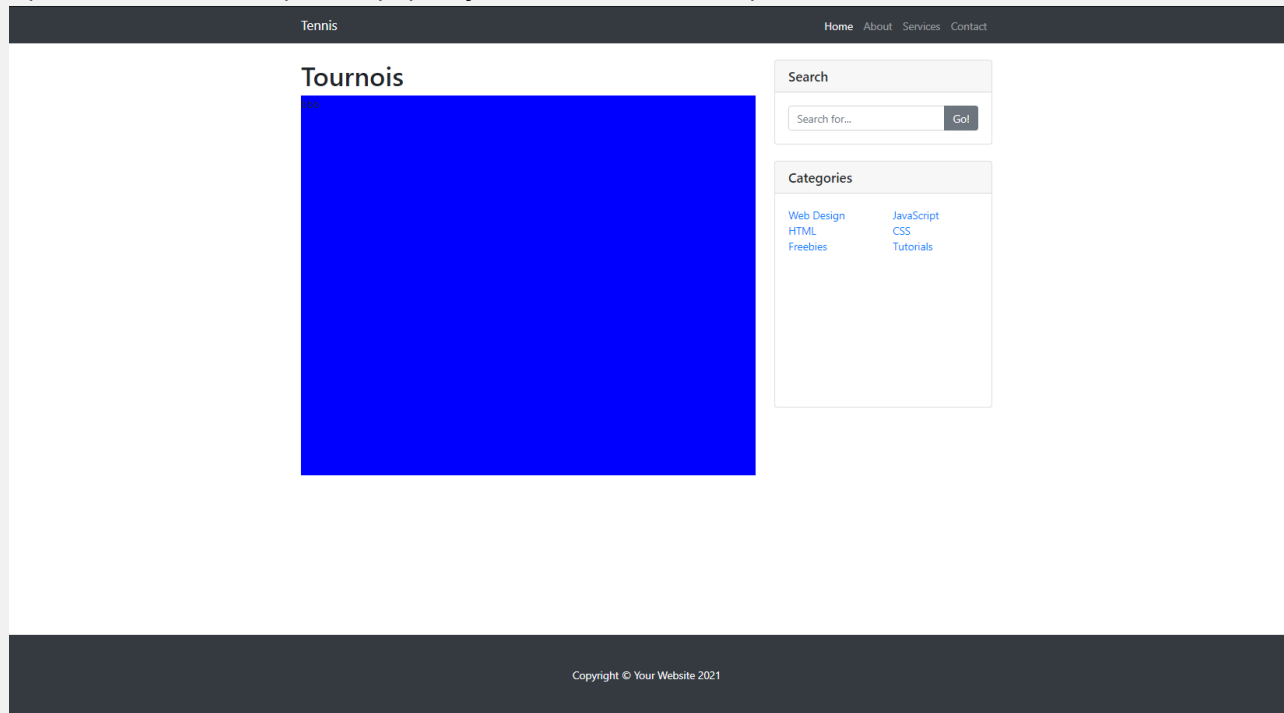 Tennis
Home About Services Contact
Tournois
Search
Search for...
Go!
Categories
Web Design JavaScript
HTML CSS
Freebies Tutorials
Copyright © Your Website 2021